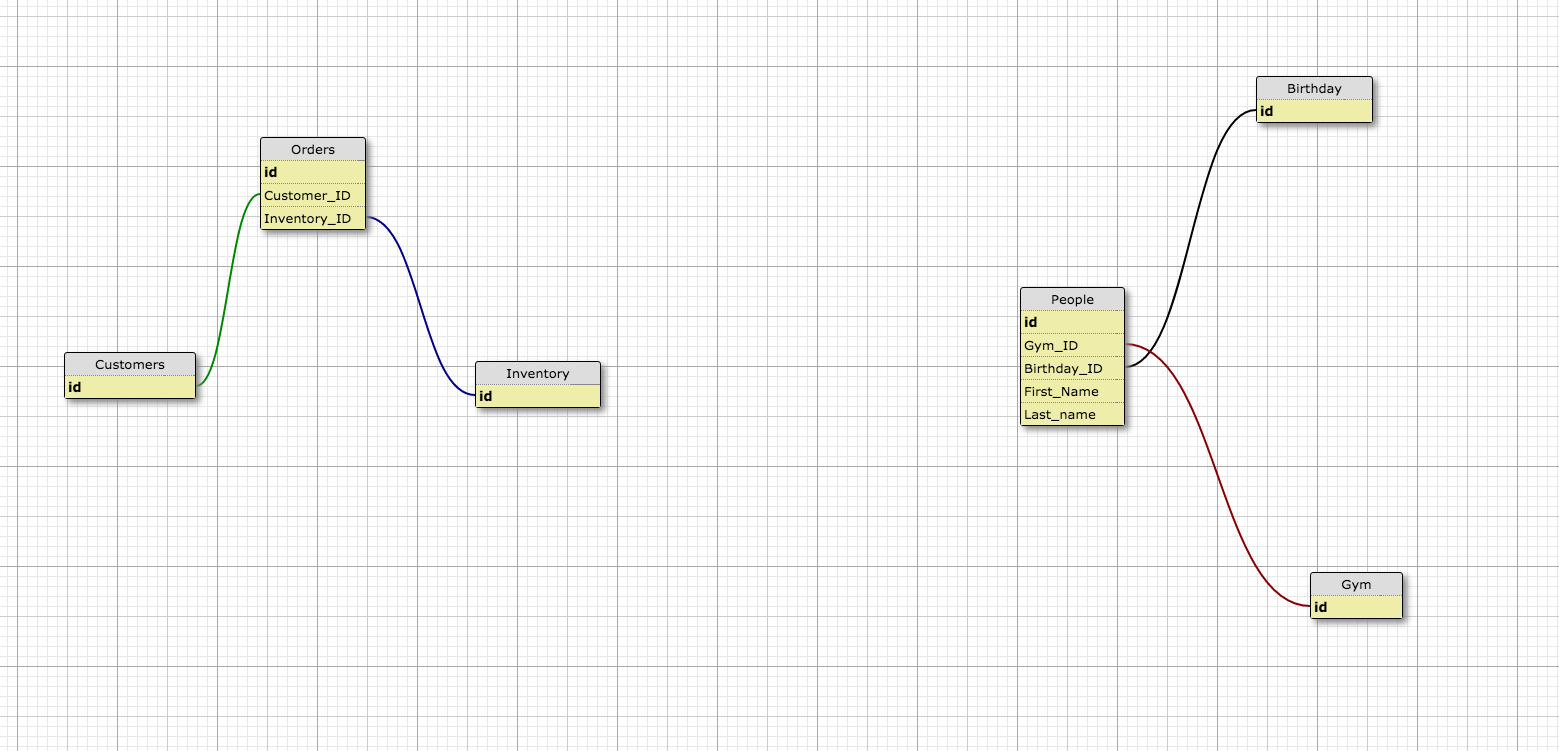 Orders
id
Customer_ID
Inventory_ID
Customers
id
Inventory
id
Birthday
id
People
id
Gym_ID
Birthday_ID
First_Name
Last_name
Gym
id